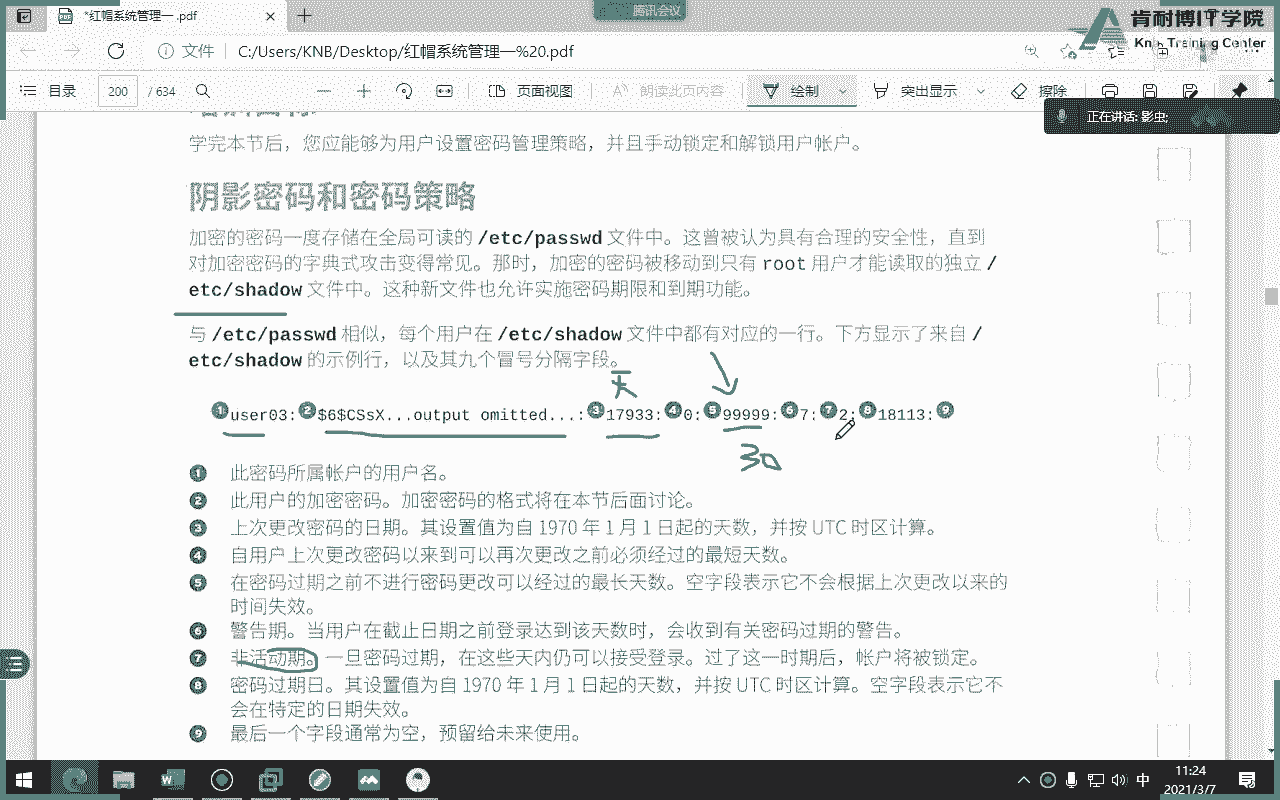 *红帽系统管理一 .pdf
腾讯会议
肯耐博IT学院
文件 C:/Users/KNB/Desktop/红帽系统管理一%20.pdf
目录 200 / 634 页面视图 朗读此页内容 绘制 突出显示 擦除
正在讲话: 影虫;
学完本节后，您应能够为用户设置密码管理策略，并且手动锁定和解锁用户帐户。
阴影密码和密码策略
加密的密码一度存储在全局可读的 /etc/passwd 文件中。这曾被认为具有合理的安全性，直到
对加密密码的字典式攻击变得常见。那时，加密的密码被移动到只有 root 用户才能读取的独立 /
etc/shadow 文件中。这种新文件也允许实施密码期限和到期功能。
与 /etc/passwd 相似，每个用户在 /etc/shadow 文件中都有对应的一行。下方显示了来自 /
etc/shadow 的示例行，以及其九个冒号分隔字段。
天
1user03:2$6$CSsX...output omitted...:317933:40:599999:67:72:818113:9
30
1 此密码所属帐户的用户名。
2 此用户的加密密码。加密密码的格式将在本节后面讨论。
3 上次更改密码的日期。其设置值为自 1970 年 1 月 1 日起的天数，并按 UTC 时区计算。
4 自用户上次更改密码以来到可以再次更改之前必须经过的最短天数。
5 在密码过期之前不进行密码更改可以经过的最长天数。空字段表示它不会根据上次更改以来的
时间失效。
6 警告期。当用户在截止日期之前登录达到该天数时，会收到有关密码过期的警告。
7 非活动期。一旦密码过期，在这些天内仍可以接受登录。过了这一时期后，帐户将被锁定。
8 密码过期日。其设置值为自 1970 年 1 月 1 日起的天数，并按 UTC 时区计算。空字段表示它不
会在特定的日期失效。
9 最后一个字段通常为空，预留给未来使用。
中
11:24
2021/3/7